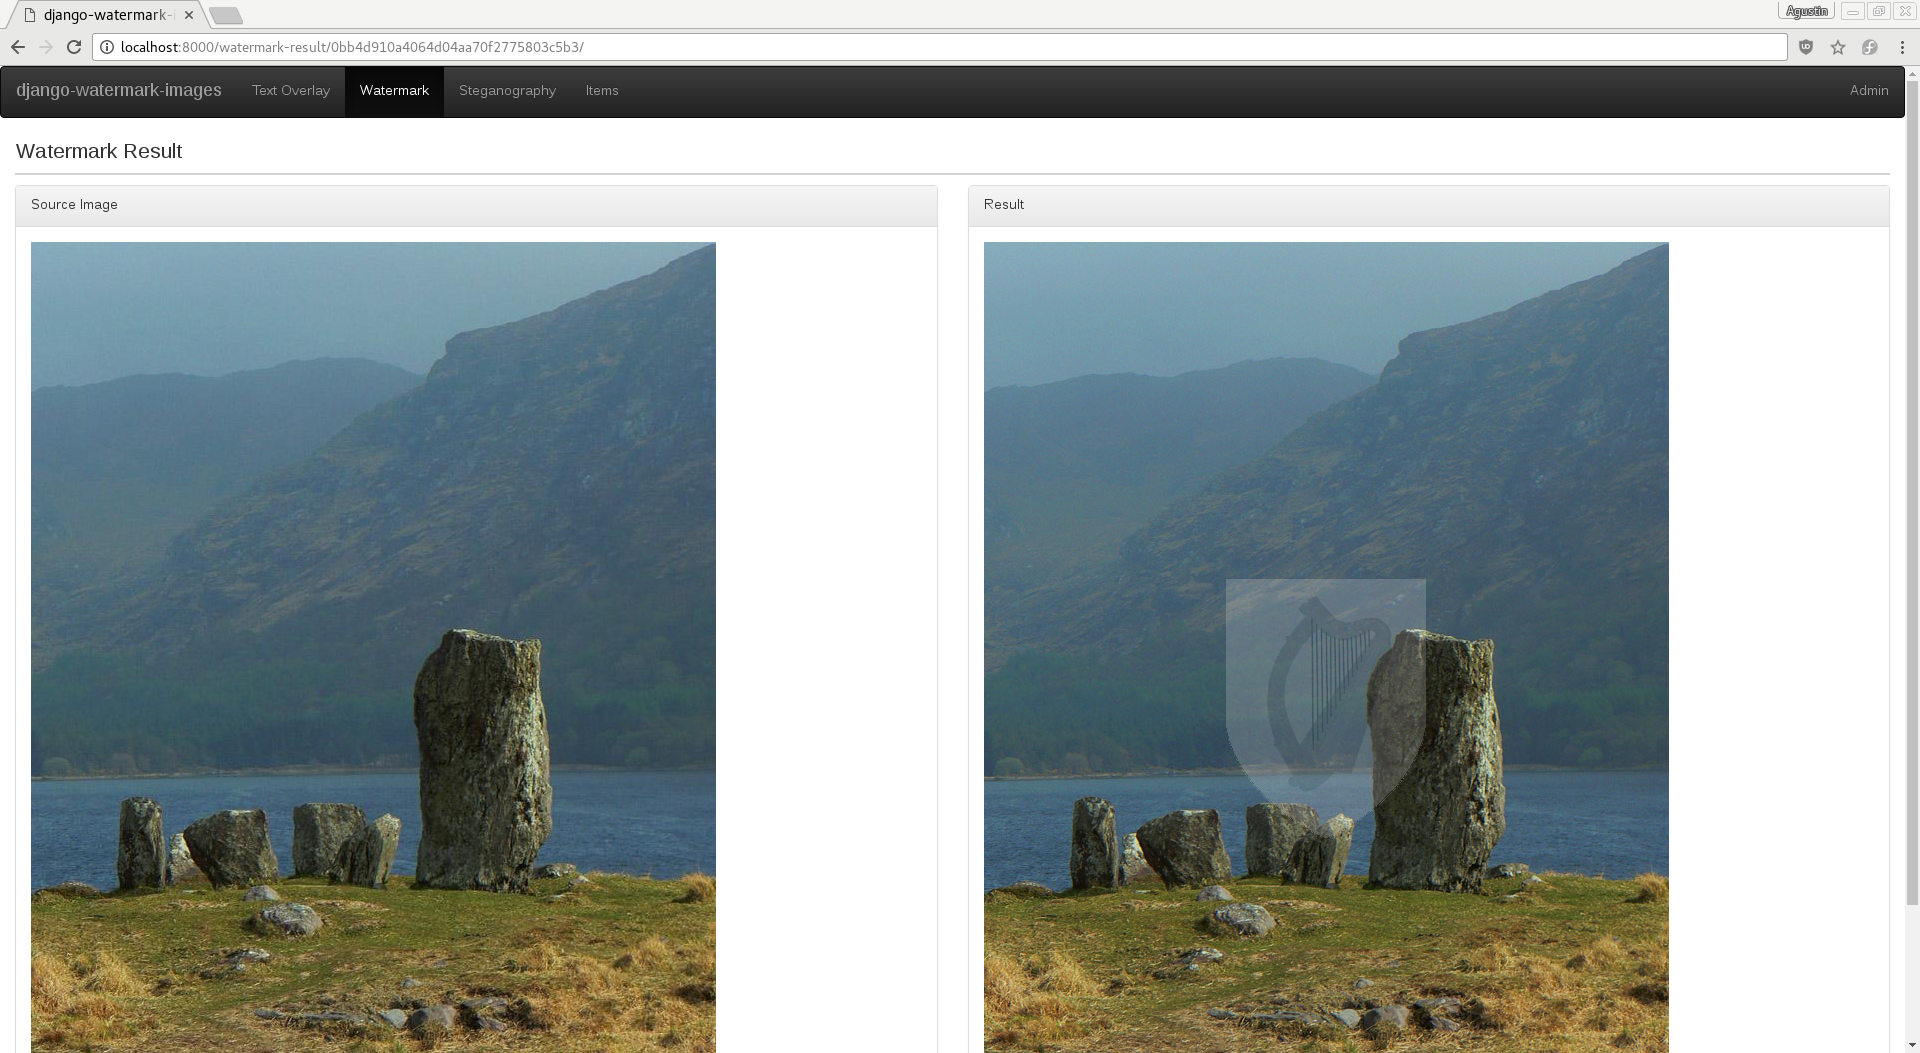 django-watermark-i
Agustin
localhost:8000/watermark-result/0bb4d910a4064d04aa70f2775803c5b3/
django-watermark-images Text Overlay Watermark Steganography Items Admin
Watermark Result
Source Image
Result